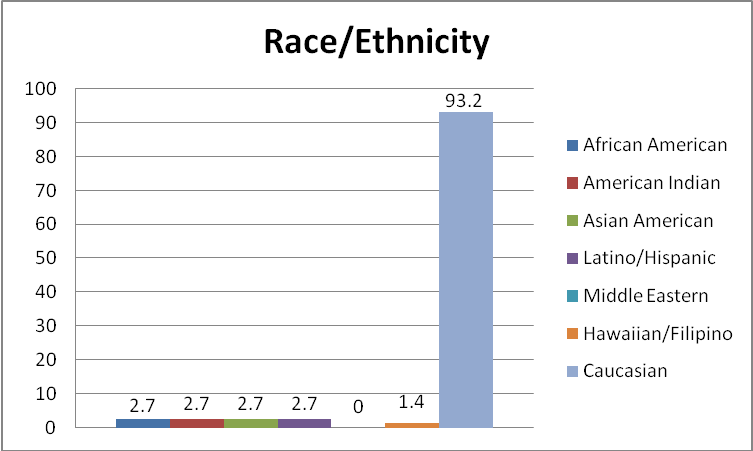 Race/Ethnicity
100
90
80
70
60
50
40
30
20
10
0
2.7
2.7
2.7
2.7
0
1.4
93.2
African American
American Indian
Asian American
Latino/Hispanic
Middle Eastern
Hawaiian/Filipino
Caucasian